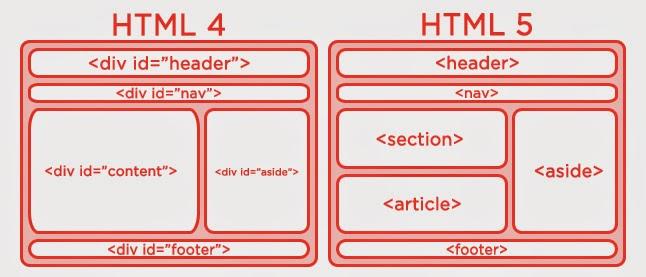 HTML 4
<div id="header">
<div id="nav">
<div id="content">
<div id="aside">
<div id="footer">
HTML 5
<header>
<nav>
<section>
<article>
<aside>
<footer>